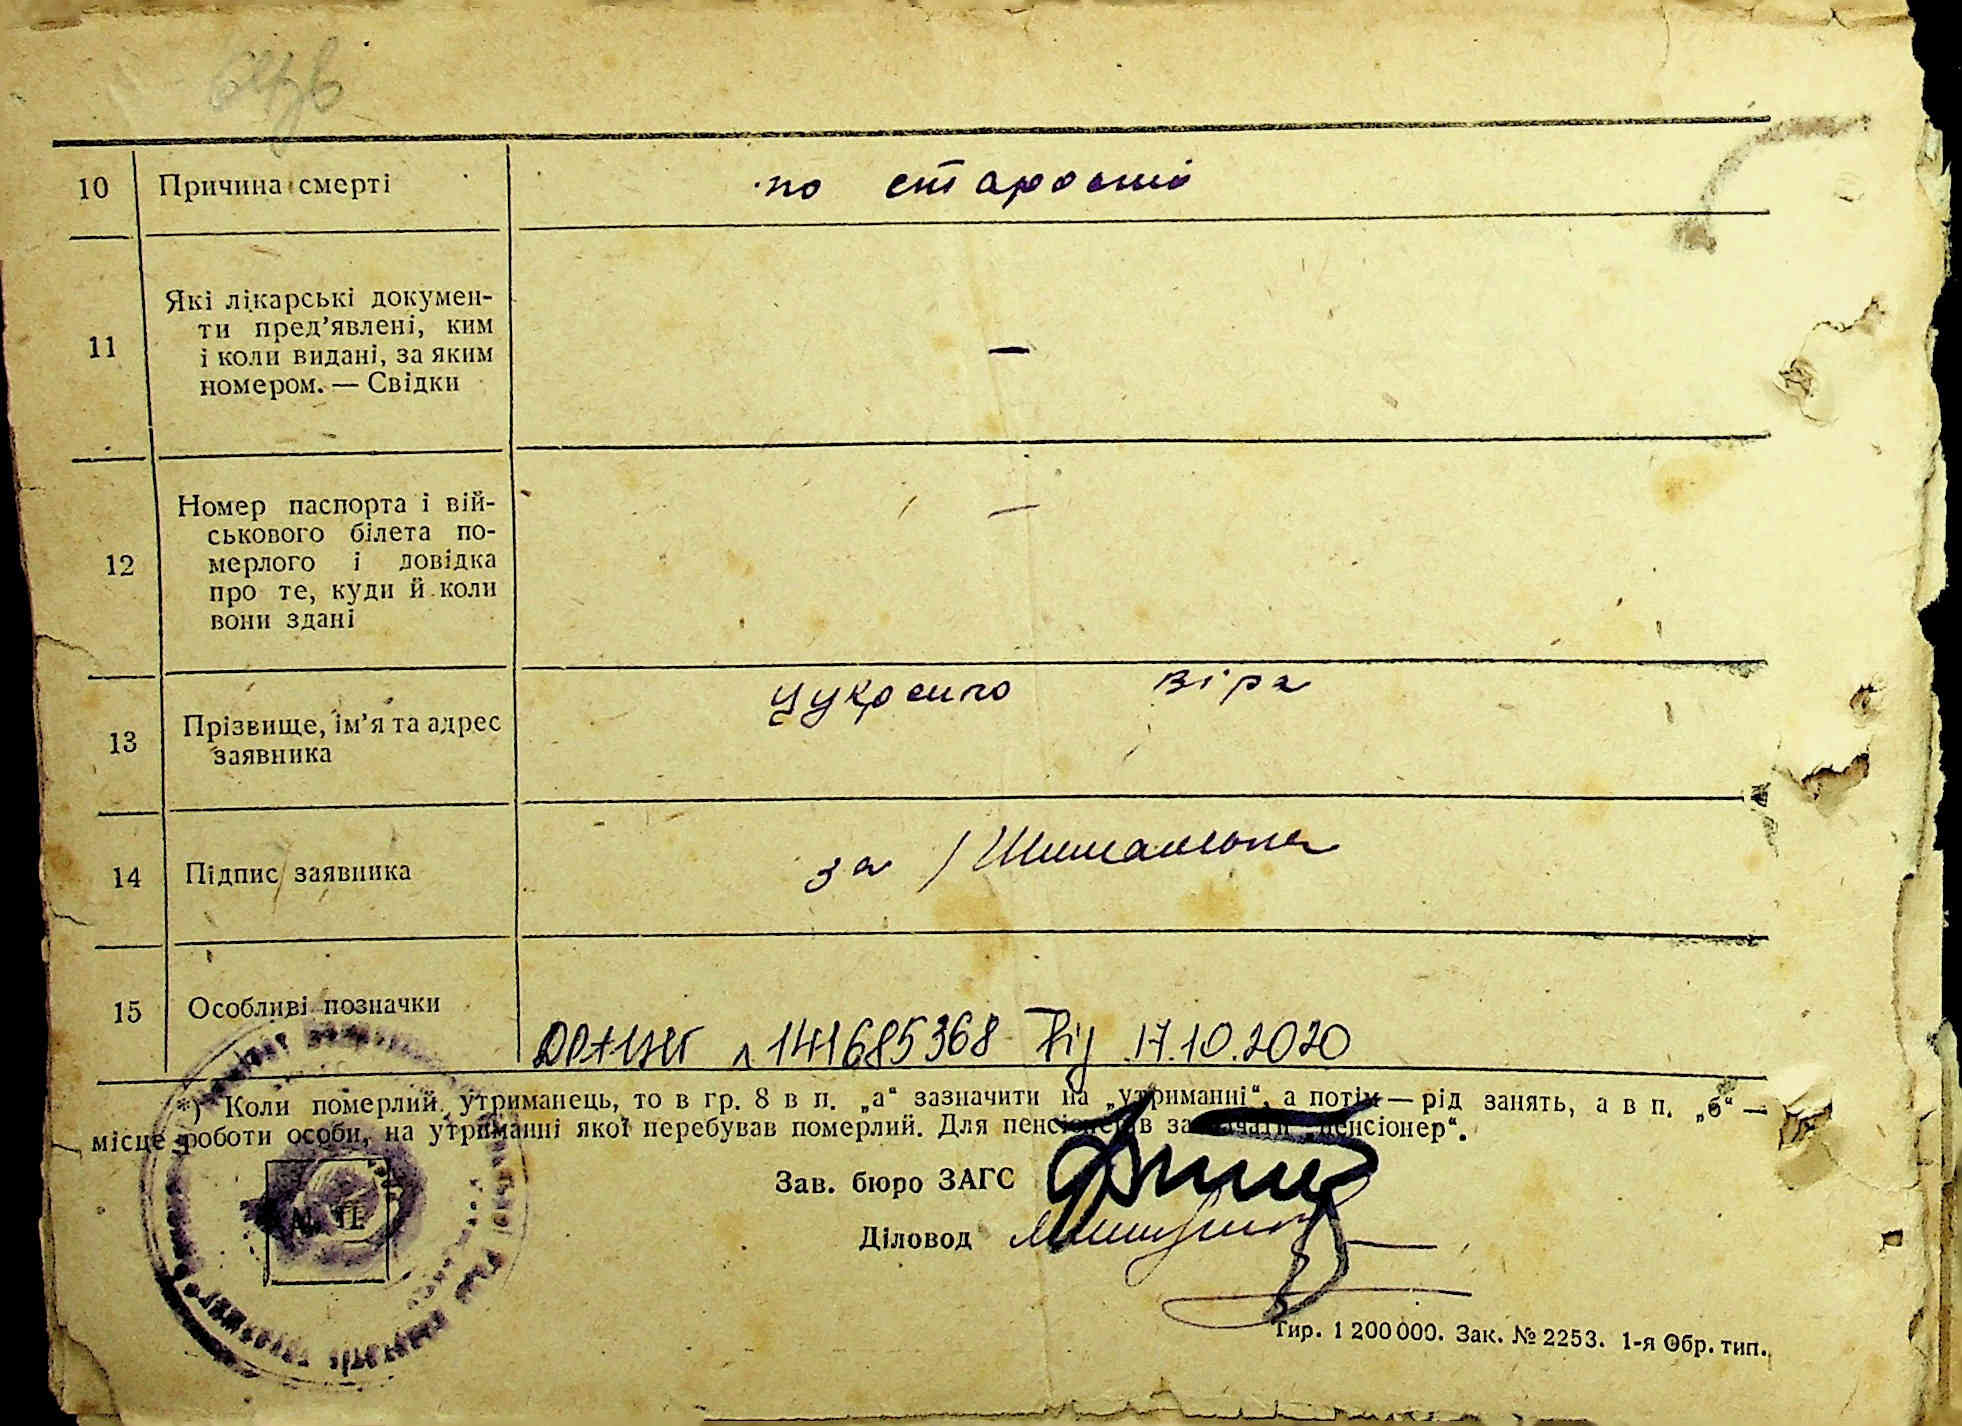 10 Причина смерті по старості
11 Які лікарські докумен-
ти пред’явлені, ким
і коли видані, за яким
номером. — Свідки —
12 Номер паспорта і вій-
ськового білета по-
мерлого і довідка
про те, куди й коли
вони здані —
13 Прізвище, ім’я та адрес
заявника Віра
14 Підпис заявника за
15 Особливі позначки
141685368 Від 17.10.2020
*) Коли померлий утриманець, то в гр. 8 в п. „а“ зазначити на „утриманні“, а потім — рід занять, а в п. „б“ —
місце роботи особи, на утриманні якої перебував померлий. Для пенсіонерів зазначати „пенсіонер“.
Зав. бюро ЗАГС
Діловод
М. П.
Тир. 1 200 000. Зак. № 2253. 1-я Обр. тип.